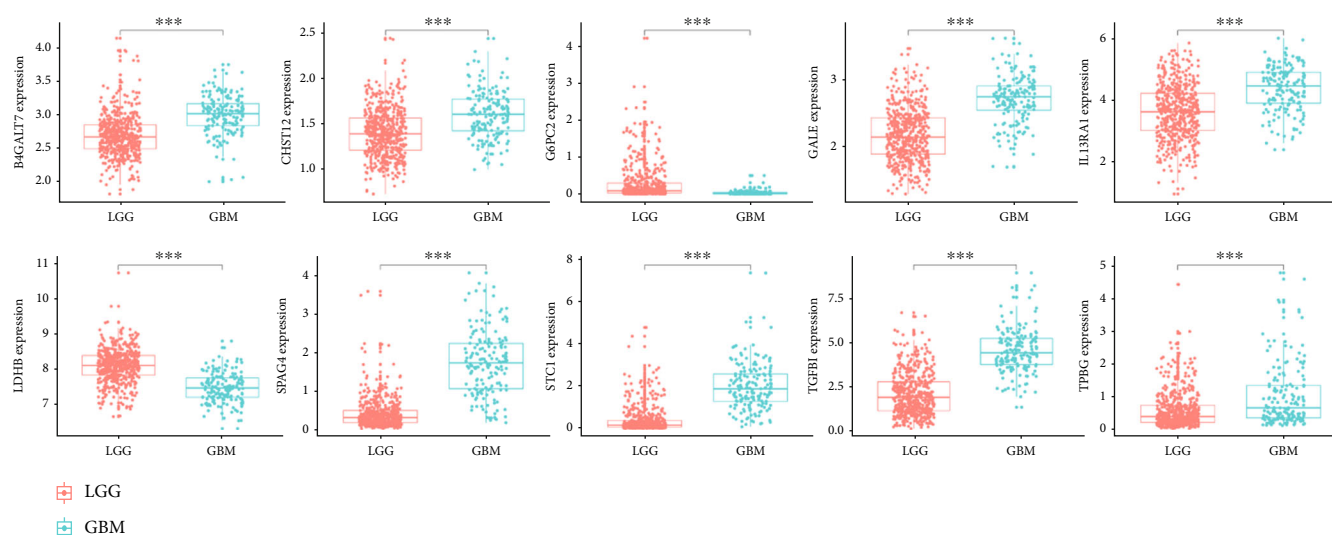 ***
B4GALT7 expression
4.0
3.5
3.0
2.5
2.0
LGG
GBM
***
CHST12 expression
2.5
2.0
1.5
1.0
LGG
GBM
***
G6PC2 expression
4
3
2
1
0
LGG
GBM
***
GALE expression
3
2
LGG
GBM
***
IL13RA1 expression
6
4
2
LGG
GBM
***
LDHB expression
11
10
9
8
7
LGG
GBM
***
SPAG4 expression
4
3
2
1
0
LGG
GBM
***
STC1 expression
8
6
4
2
0
LGG
GBM
***
TGFB1 expression
7.5
5.0
2.5
0.0
LGG
GBM
***
TPBG expression
5
4
3
2
1
0
LGG
GBM
LGG
GBM